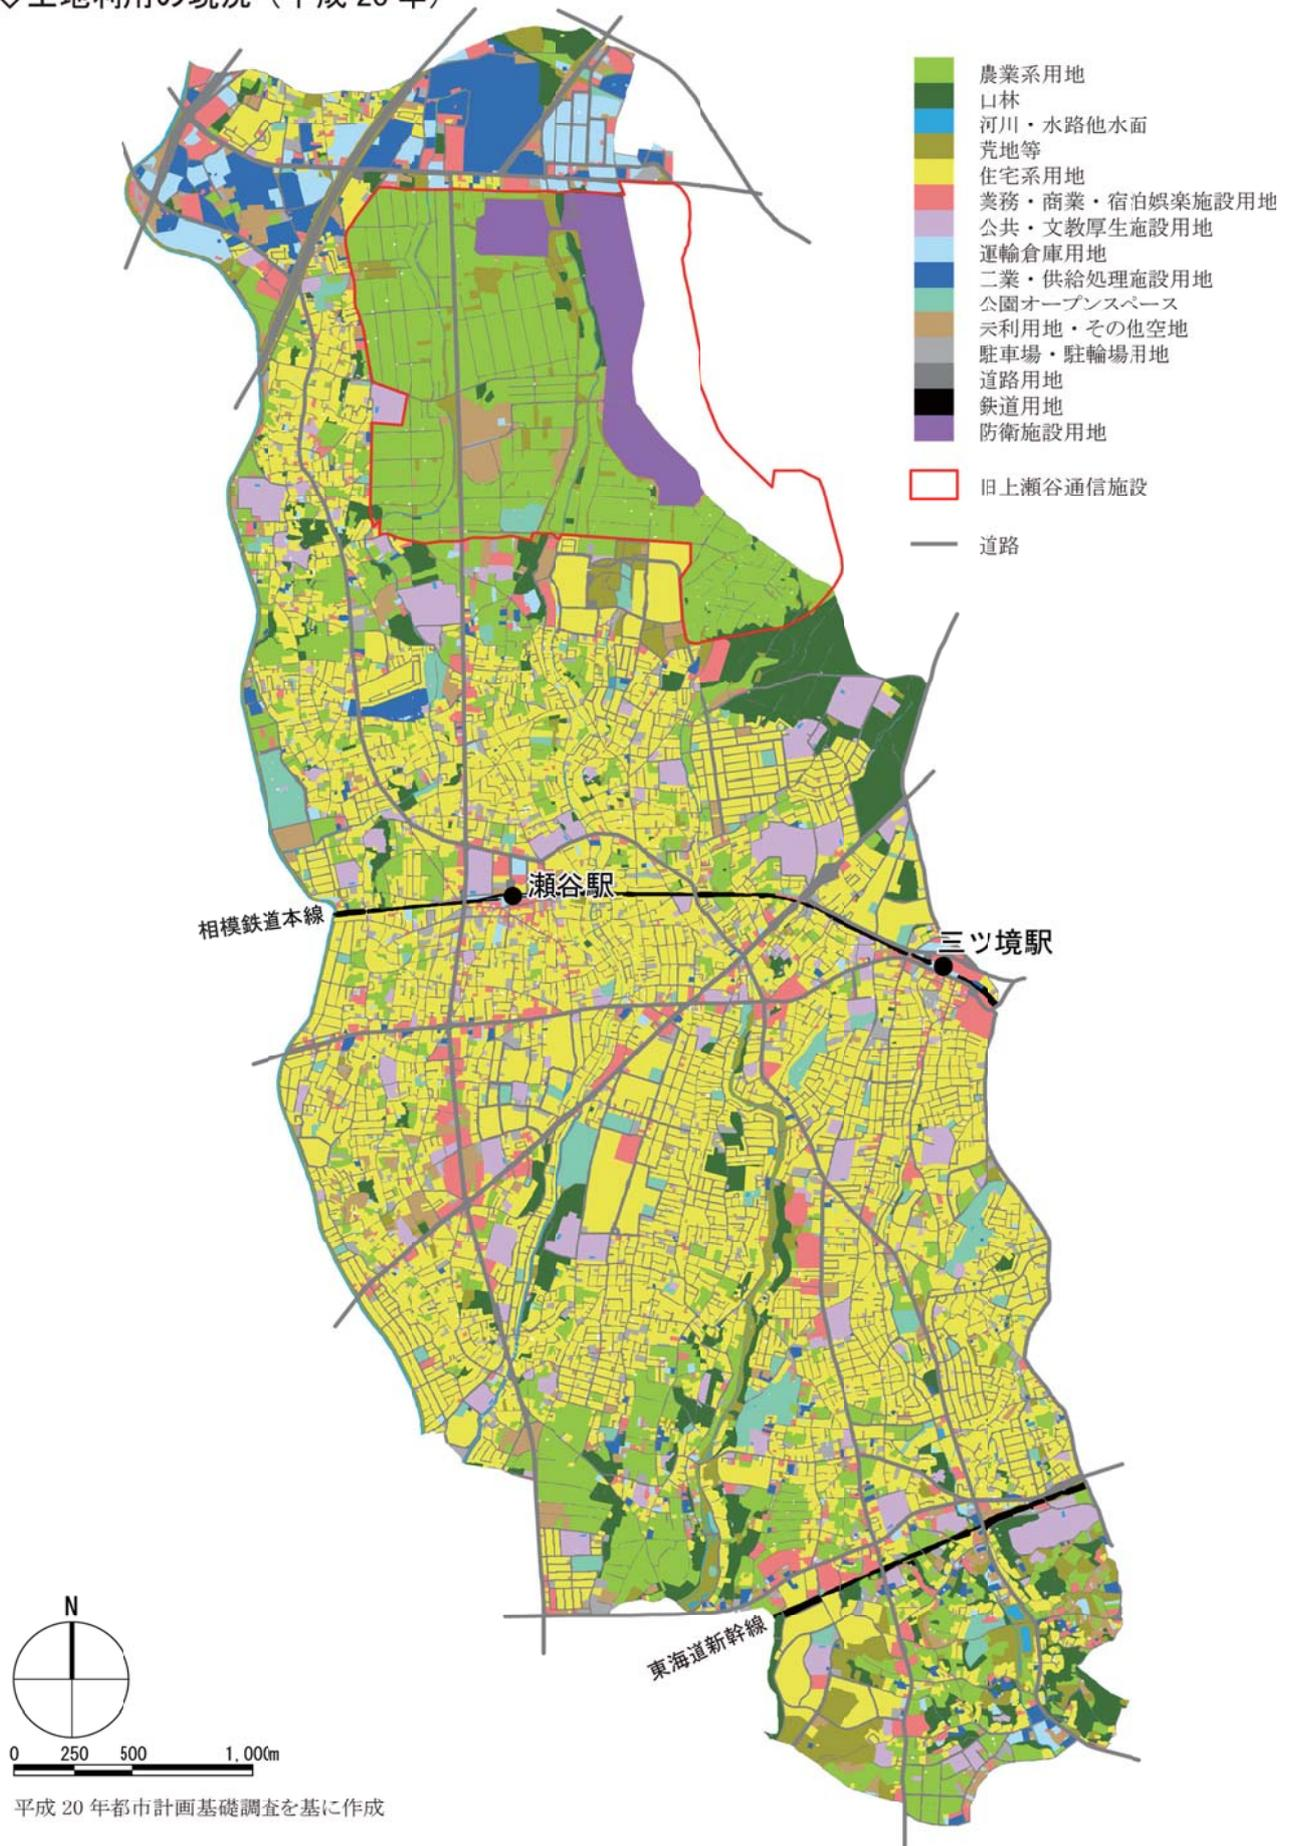 ◇土地利用の現況（平成 20 年）
農業系用地
山林
河川・水路他水面
荒地等
住宅系用地
業務・商業・宿泊娯楽施設用地
公共・文教厚生施設用地
運輸倉庫用地
工業・供給処理施設用地
公園オープンスペース
未利用地・その他空地
駐車場・駐輪場用地
道路用地
鉄道用地
防衛施設用地
旧上瀬谷通信施設
道路
瀬谷駅
相模鉄道本線
三ツ境駅
東海道新幹線
N
0 250 500 1,000m
平成 20 年都市計画基礎調査を基に作成